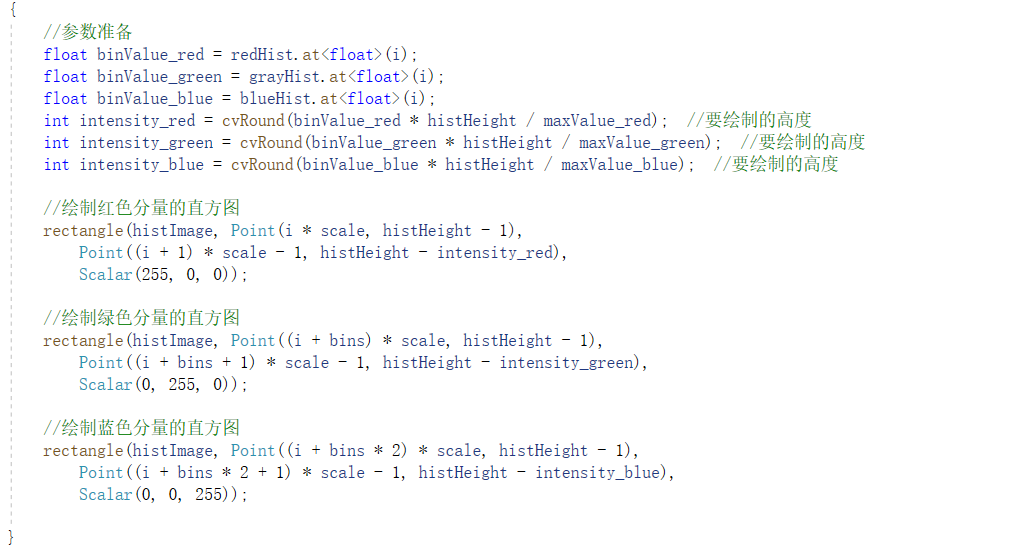 {
//参数准备
float binValue_red = redHist.at<float>(i);
float binValue_green = grayHist.at<float>(i);
float binValue_blue = blueHist.at<float>(i);
int intensity_red = cvRound(binValue_red * histHeight / maxValue_red);  //要绘制的高度
int intensity_green = cvRound(binValue_green * histHeight / maxValue_green);  //要绘制的高度
int intensity_blue = cvRound(binValue_blue * histHeight / maxValue_blue);  //要绘制的高度
//绘制红色分量的直方图
rectangle(histImage, Point(i * scale, histHeight - 1),
Point((i + 1) * scale - 1, histHeight - intensity_red),
Scalar(255, 0, 0));
//绘制绿色分量的直方图
rectangle(histImage, Point((i + bins) * scale, histHeight - 1),
Point((i + bins + 1) * scale - 1, histHeight - intensity_green),
Scalar(0, 255, 0));
//绘制蓝色分量的直方图
rectangle(histImage, Point((i + bins * 2) * scale, histHeight - 1),
Point((i + bins * 2 + 1) * scale - 1, histHeight - intensity_blue),
Scalar(0, 0, 255));
}